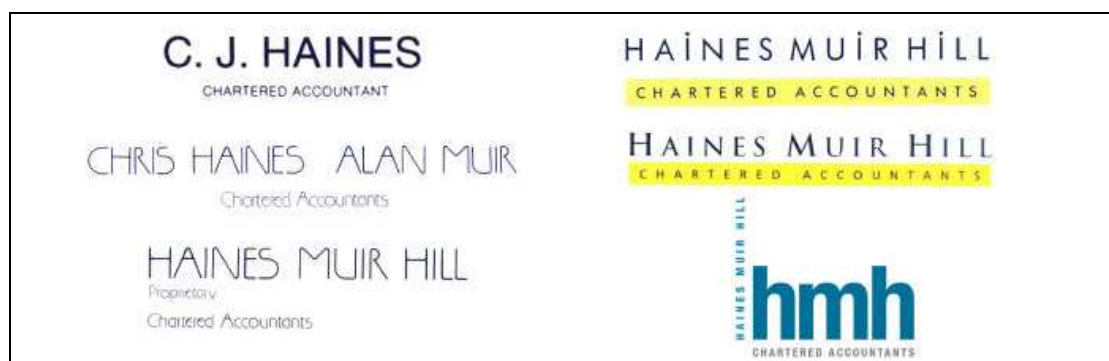 C. J. HAINES
CHARTERED ACCOUNTANT
CHRIS HAINES ALAN MUIR
Chartered Accountants
HAINES MUIR HILL
Proprietary
Chartered Accountants
HAiNES MUiR HiLL
CHARTERED ACCOUNTANTS
HAINES MUIR HILL
CHARTERED ACCOUNTANTS
HAINES MUIR HILL
hmh
CHARTERED ACCOUNTANTS